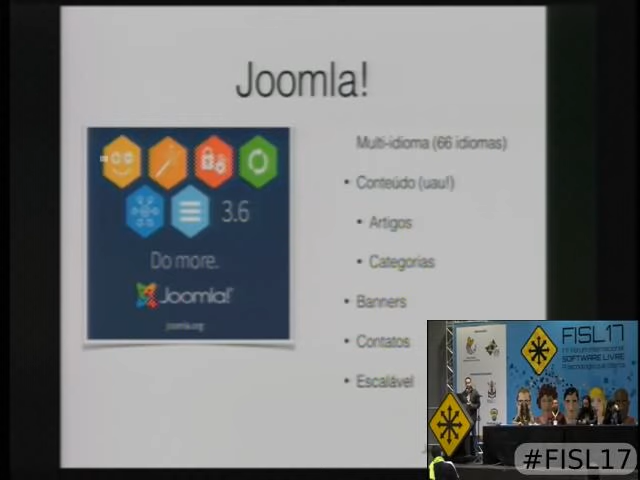 Joomla!
Multi-idioma (66 idiomas)
• Conteúdo (uau!)
• Artigos
• Categorias
• Banners
• Contatos
• Escalável
3.6
Do more.
Joomla!
joomla.org
FISL17
SOFTWARE LIVRE
#FISL17